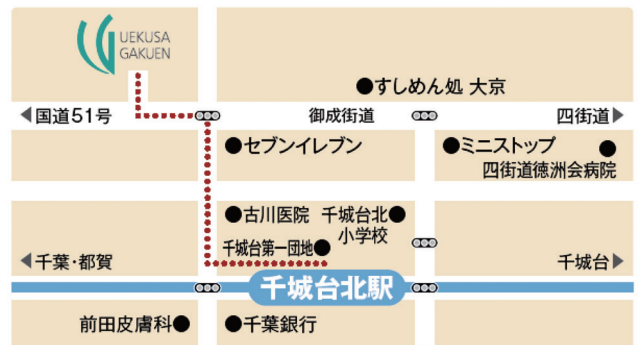 UEKUSA
GAKUEN
●すしめん処 大京
◀国道51号
御成街道
四街道▶
●セブンイレブン
●ミニストップ
四街道徳洲会病院●
●古川医院
千城台北●
小学校
千城台第一団地●
◀千葉・都賀
千城台▶
千城台北駅
前田皮膚科●
●千葉銀行